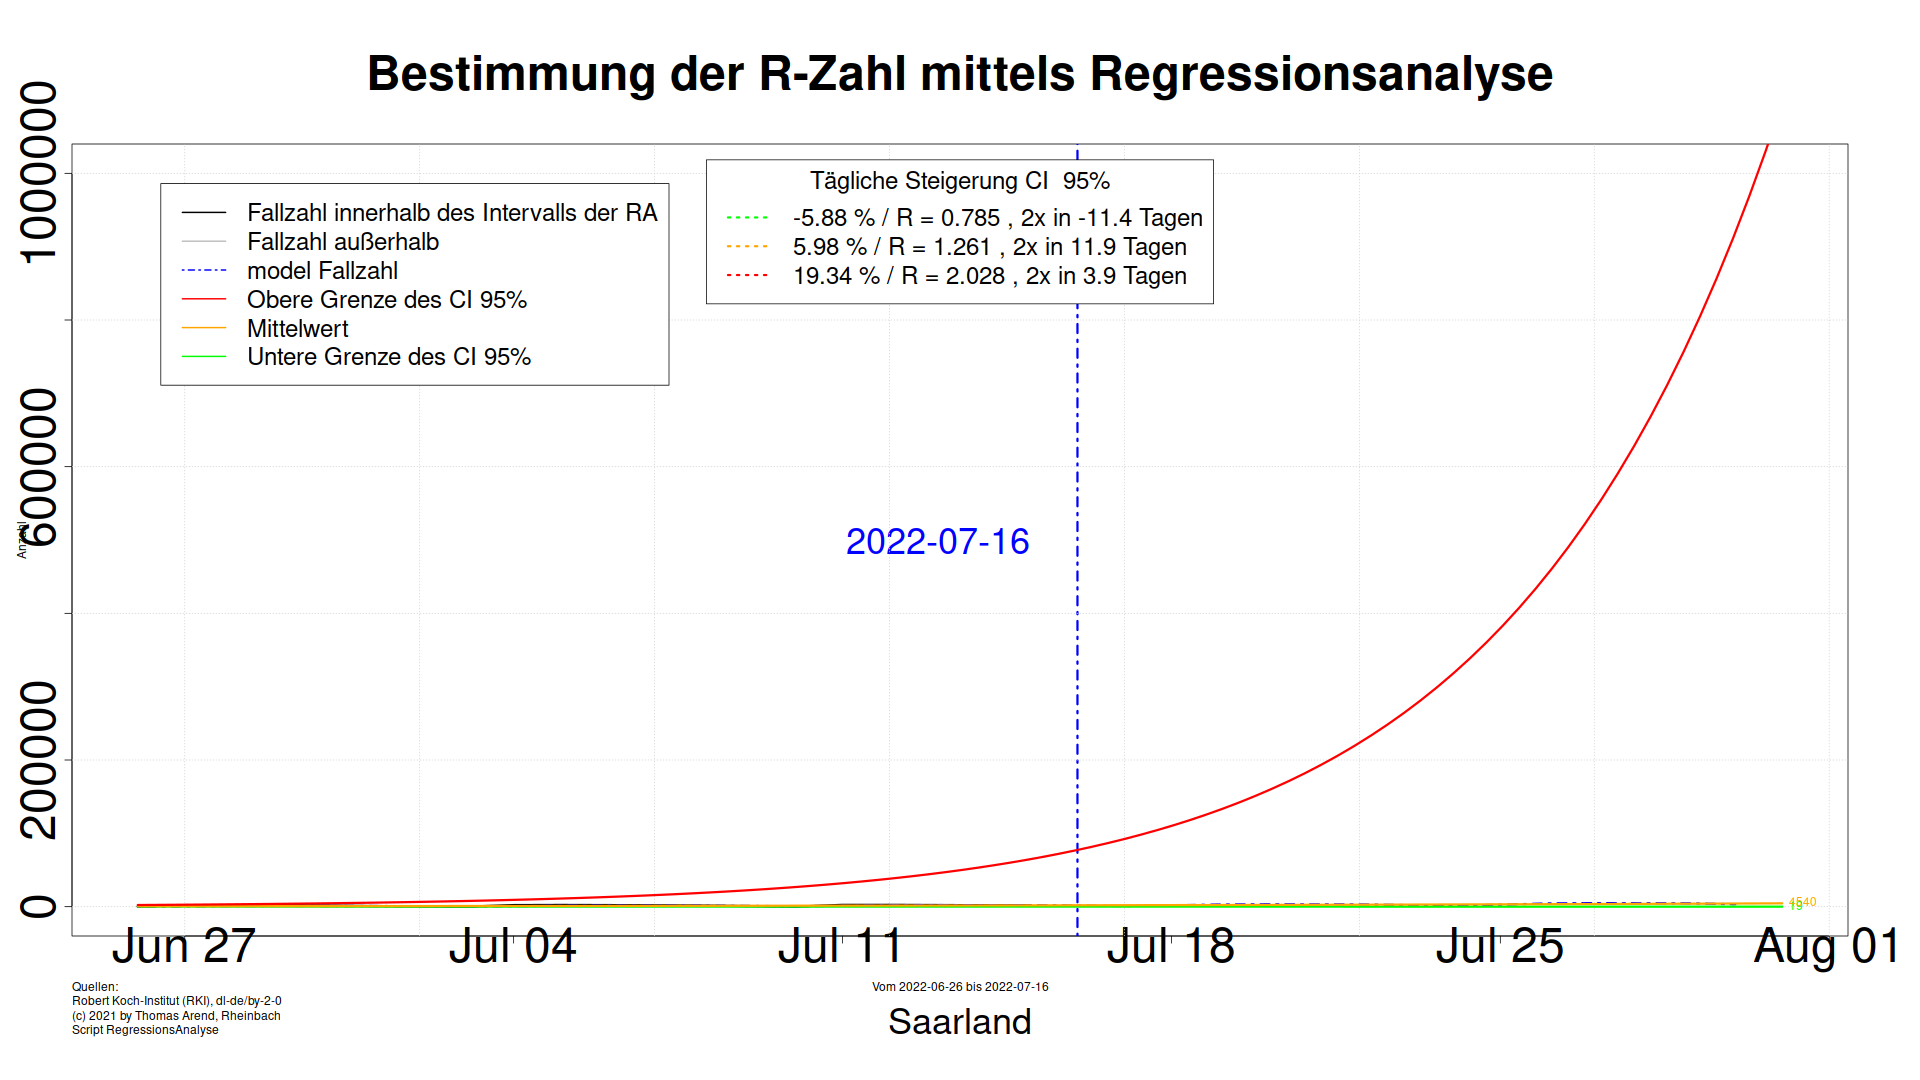 Bestimmung der R-Zahl mittels Regressionsanalyse
Anzahl
1000000
600000
200000
0
Fallzahl innerhalb des Intervalls der RA
Fallzahl außerhalb
model Fallzahl
Obere Grenze des CI 95%
Mittelwert
Untere Grenze des CI 95%
Tägliche Steigerung CI 95%
-5.88 % / R = 0.785 , 2x in -11.4 Tagen
5.98 % / R = 1.261 , 2x in 11.9 Tagen
19.34 % / R = 2.028 , 2x in 3.9 Tagen
2022-07-16
4540
Jun 27
Jul 04
Jul 11
Jul 18
Jul 25
Aug 01
Quellen:
Robert Koch-Institut (RKI), dl-de/by-2-0
(c) 2021 by Thomas Arend, Rheinbach
Script RegressionsAnalyse
Vom 2022-06-26 bis 2022-07-16
Saarland